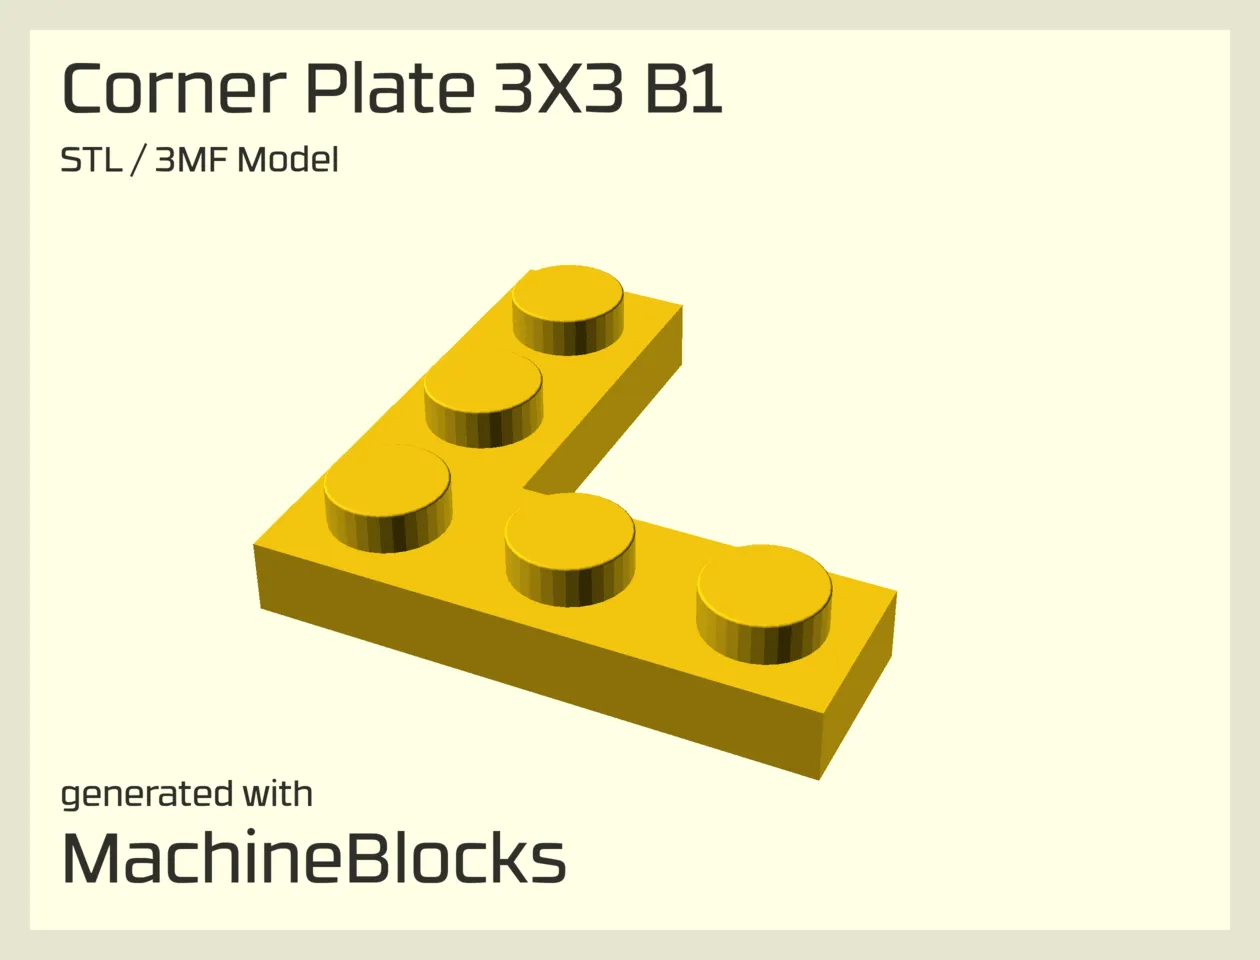 Corner Plate 3X3 B1
STL / 3MF Model
generated with
MachineBlocks